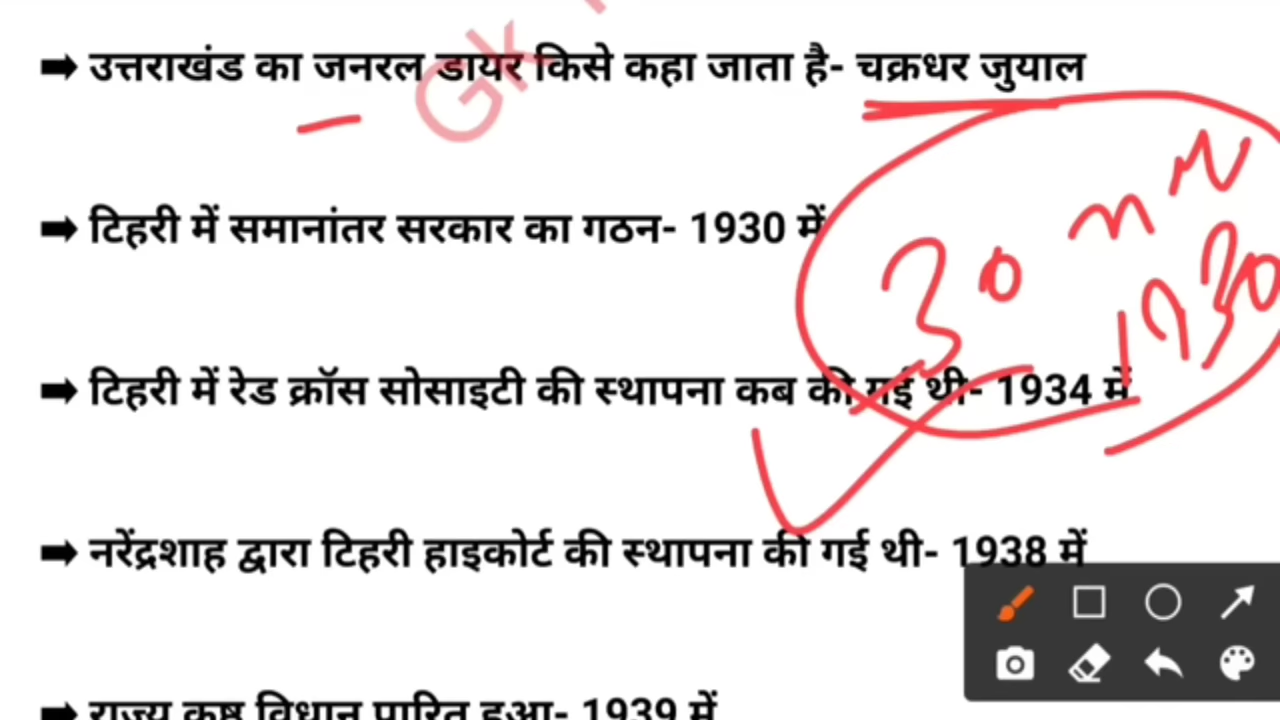 ➡ उत्तराखंड का जनरल डायर किसे कहा जाता है- चक्रधर जुयाल
Gk
➡ टिहरी में समानांतर सरकार का गठन- 1930 में
30
1930
➡ टिहरी में रेड क्रॉस सोसाइटी की स्थापना कब की गई थी- 1934 में
➡ नरेंद्रशाह द्वारा टिहरी हाइकोर्ट की स्थापना की गई थी- 1938 में
➡ राज्य कुष्ठ विधान पारित हुआ- 1939 में